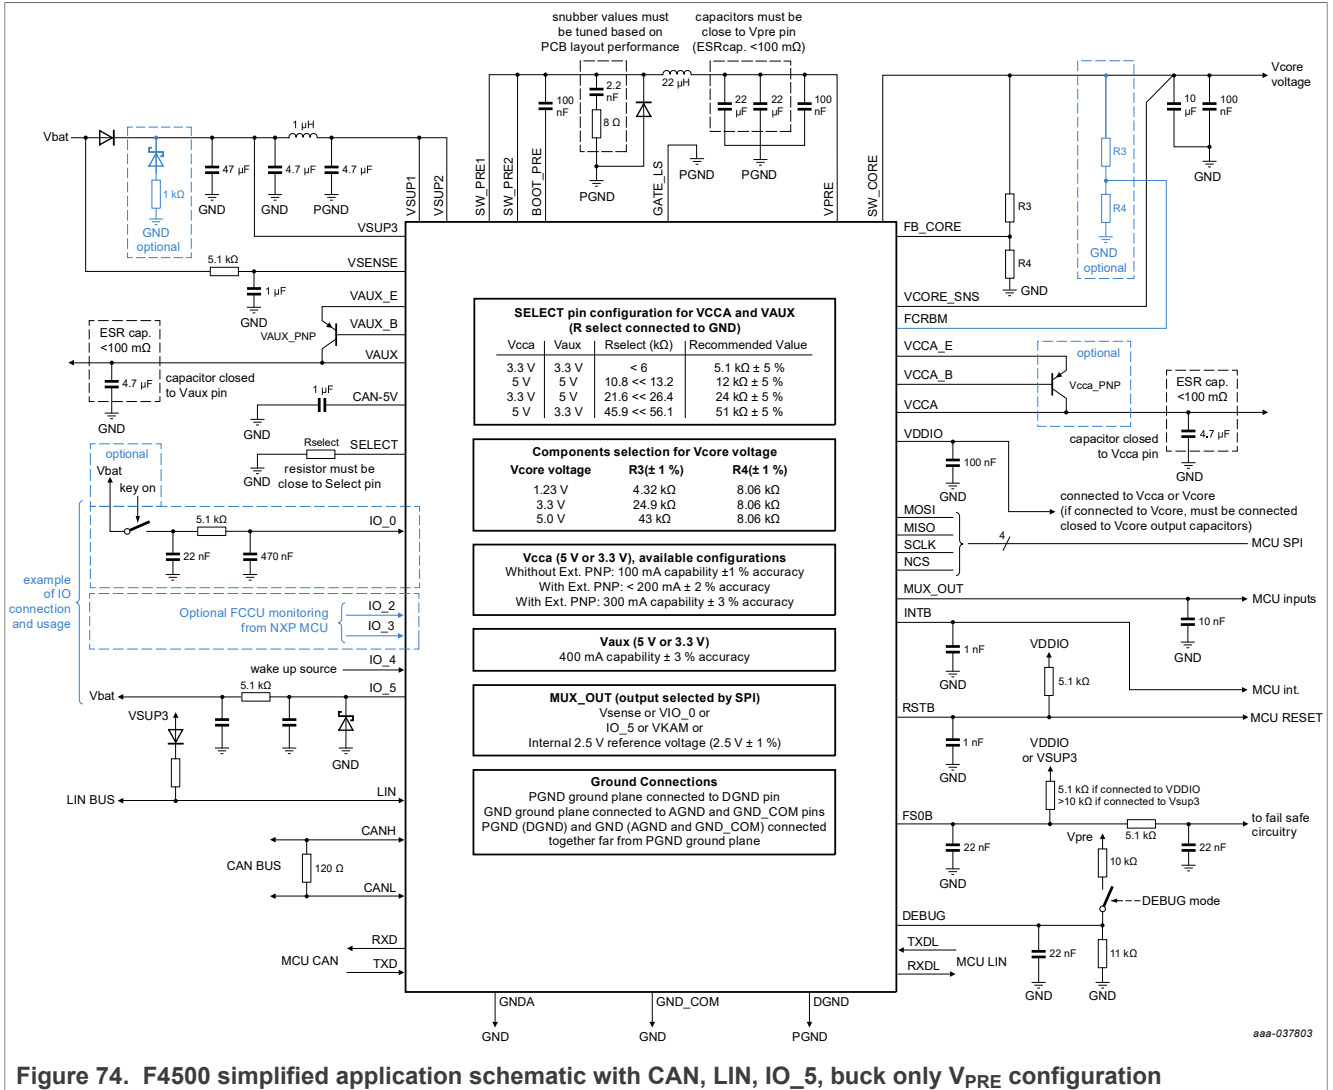 snubber values must
be tuned based on
PCB layout performance
capacitors must be
close to Vpre pin
(ESRcap. <100 mΩ)
Vbat
1 µH
47 µF
4.7 µF
4.7 µF
1 kΩ
GND
optional
GND
GND
PGND
VSUP1
VSUP2
SW_PRE1
SW_PRE2
BOOT_PRE
100
nF
2.2
nF
8 Ω
PGND
22 µH
GATE_LS
PGND
22
µF
22
µF
100
nF
PGND
VPRE
SW_CORE
Vcore
voltage
10
µF
100
nF
GND
R3
R4
GND
optional
R3
R4
GND
VSUP3
5.1 kΩ
VSENSE
1 µF
GND
VAUX_E
VAUX_B
VAUX_PNP
VAUX
ESR cap.
<100 mΩ
4.7 µF
GND
capacitor closed
to Vaux pin
1 µF
CAN-5V
GND
Rselect
SELECT
GND
resistor must be
close to Select pin
optional
Vbat
key on
5.1 kΩ
IO_0
22 nF
470 nF
example
of IO
connection
and usage
Optional FCCU monitoring
from NXP MCU
IO_2
IO_3
wake up source
IO_4
Vbat
5.1 kΩ
IO_5
GND
VSUP3
LIN BUS
LIN
CANH
CAN BUS
120 Ω
CANL
RXD
MCU CAN
TXD
SELECT pin configuration for VCCA and VAUX
(R select connected to GND)
Vcca Vaux Rselect (kΩ) Recommended Value
3.3 V 3.3 V < 6 5.1 kΩ ± 5 %
5 V 5 V 10.8 << 13.2 12 kΩ ± 5 %
3.3 V 5 V 21.6 << 26.4 24 kΩ ± 5 %
5 V 3.3 V 45.9 << 56.1 51 kΩ ± 5 %
Components selection for Vcore voltage
Vcore voltage R3(± 1 %) R4(± 1 %)
1.23 V 4.32 kΩ 8.06 kΩ
3.3 V 24.9 kΩ 8.06 kΩ
5.0 V 43 kΩ 8.06 kΩ
Vcca (5 V or 3.3 V), available configurations
Whithout Ext. PNP: 100 mA capability ±1 % accuracy
With Ext. PNP: < 200 mA ± 2 % accuracy
With Ext. PNP: 300 mA capability ± 3 % accuracy
Vaux (5 V or 3.3 V)
400 mA capability ± 3 % accuracy
MUX_OUT (output selected by SPI)
Vsense or VIO_0 or
IO_5 or VKAM or
Internal 2.5 V reference voltage (2.5 V ± 1 %)
Ground Connections
PGND ground plane connected to DGND pin
GND ground plane connected to AGND and GND_COM pins
PGND (DGND) and GND (AGND and GND_COM) connected
together far from PGND ground plane
FB_CORE
VCORE_SNS
FCRBM
VCCA_E
VCCA_B
VCCA
optional
Vcca_PNP
ESR cap.
<100 mΩ
4.7 µF
GND
capacitor closed
to Vcca pin
VDDIO
100 nF
GND
connected to Vcca or Vcore
(if connected to Vcore, must be connected
closed to Vcore output capacitors)
MOSI
MISO
SCLK
NCS
4
MCU SPI
MUX_OUT
MCU inputs
10 nF
GND
INTB
1 nF
GND
MCU int.
VDDIO
5.1 kΩ
RSTB
MCU RESET
1 nF
GND
VDDIO
or VSUP3
5.1 kΩ if connected to VDDIO
>10 kΩ if connected to Vsup3
FS0B
22 nF
GND
5.1 kΩ
22 nF
to fail safe
circuitry
Vpre
10 kΩ
DEBUG mode
DEBUG
22 nF
GND
11 kΩ
GND
TXDL
MCU LIN
RXDL
GNDA
GND
GND_COM
GND
DGND
PGND
aaa-037803
Figure 74. F4500 simplified application schematic with CAN, LIN, IO_5, buck only VPRE configuration